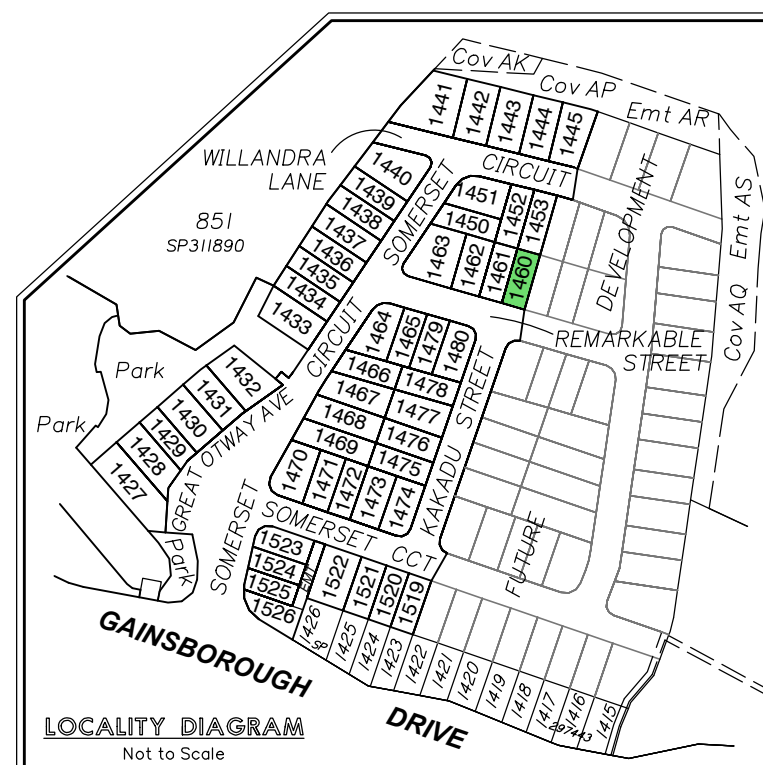 Cov AK
Cov AP
Emt AR
Emt AS
Cov AQ
1441
1442
1443
1444
1445
WILLANDRA
LANE
CIRCUIT
SOMERSET
DEVELOPMENT
1440
1439
1438
1437
1436
1435
1434
1433
851
SP311890
1451
1450
1452
1453
1463
1462
1461
1460
REMARKABLE
STREET
CIRCUIT
1464
1465
1479
1480
1466
1478
1467
1477
1468
1476
1469
1475
1470
1471
1472
1473
1474
KAKADU STREET
Park
Park
Park
1432
1431
1430
1429
1428
1427
GREAT OTWAY AVE
SOMERSET
SOMERSET CCT
FUTURE
1523
1524
1525
1526
EMT
1522
1521
1520
1519
1426
SP
1425
1424
1423
1422
1421
1420
1419
1418
1417
1416
1415
297443
GAINSBOROUGH
DRIVE
LOCALITY DIAGRAM
Not to Scale